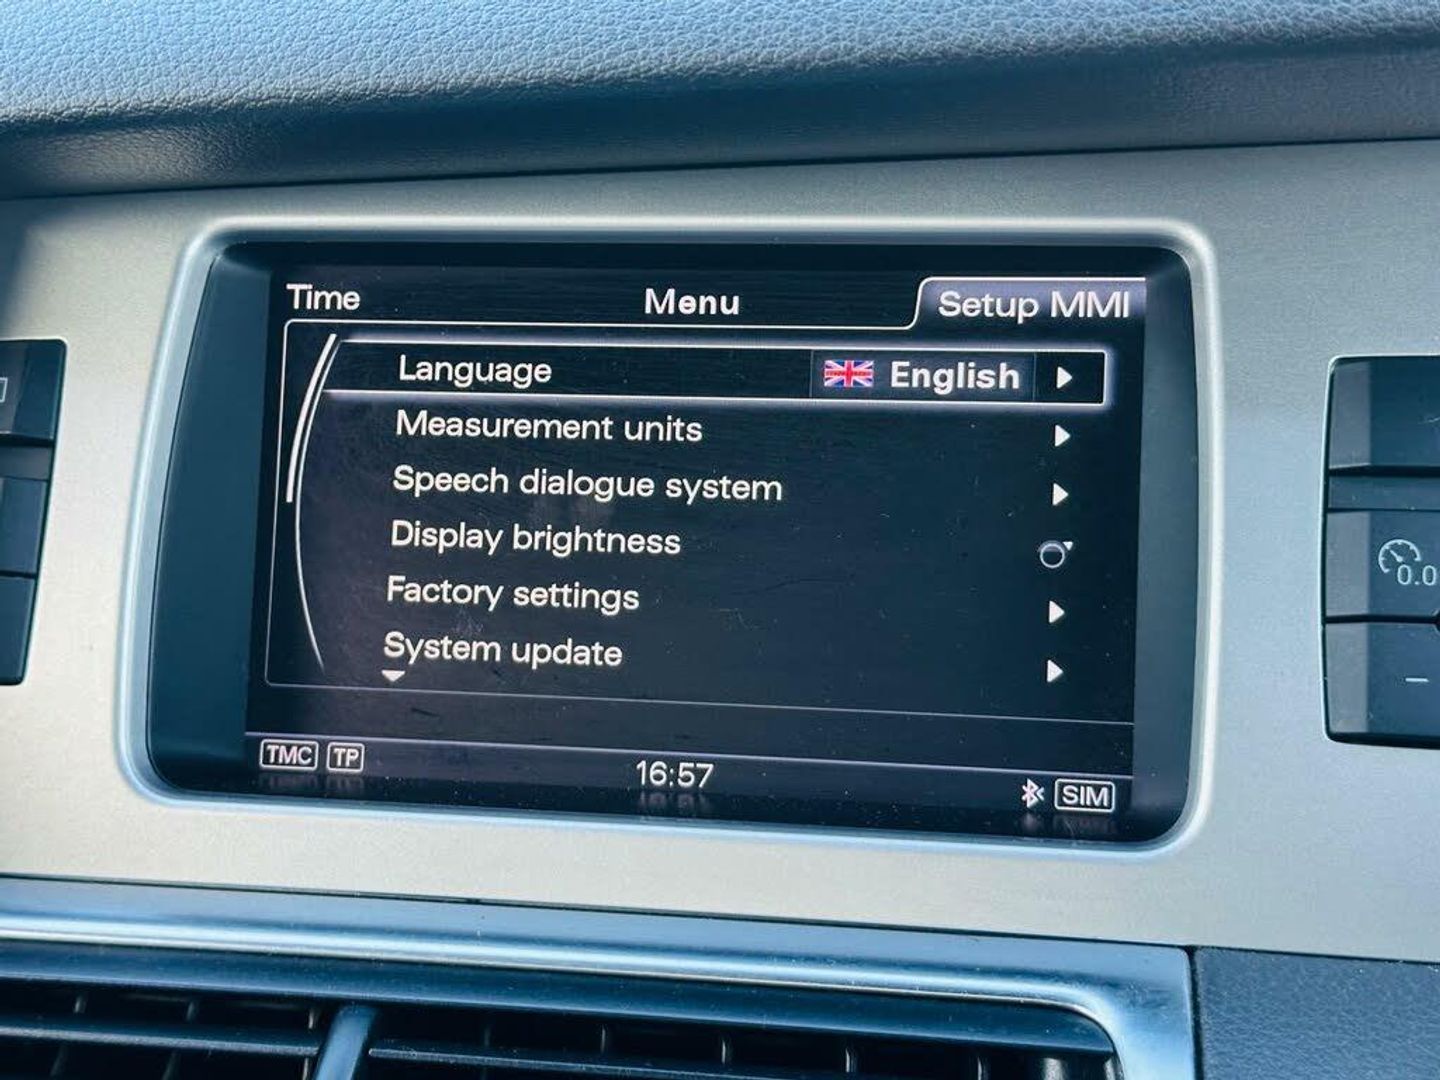 Time Menu Setup MMI
Language English
Measurement units
Speech dialogue system
Display brightness
Factory settings
System update
TMC TP 16:57 SIM
0.0